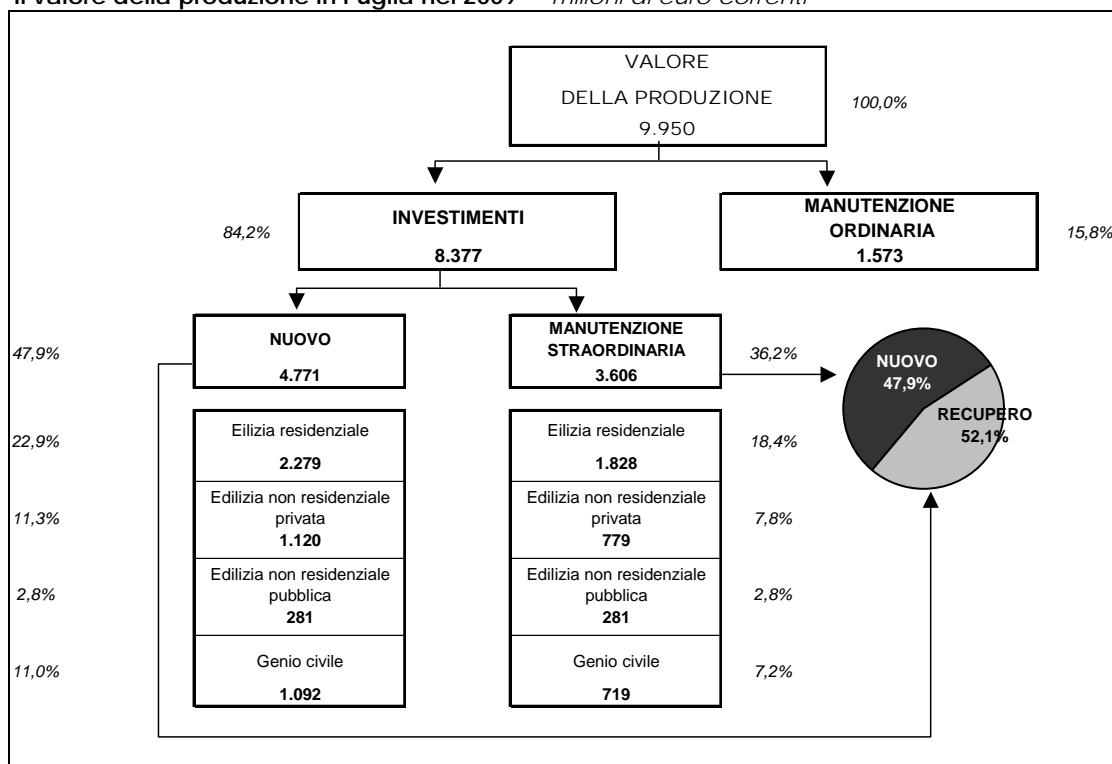 Il valore della produzione in Puglia nel 2009 – milioni di euro correnti
VALORE
DELLA PRODUZIONE
9.950
100,0%
INVESTIMENTI
8.377
84,2%
MANUTENZIONE
ORDINARIA
1.573
15,8%
47,9%
NUOVO
4.771
MANUTENZIONE
STRAORDINARIA
3.606
36,2%
NUOVO
47,9%
RECUPERO
52,1%
22,9%
Eilizia residenziale
2.279
Eilizia residenziale
1.828
18,4%
11,3%
Edilizia non residenziale
privata
1.120
Edilizia non residenziale
privata
779
7,8%
2,8%
Edilizia non residenziale
pubblica
281
Edilizia non residenziale
pubblica
281
2,8%
11,0%
Genio civile
1.092
Genio civile
719
7,2%